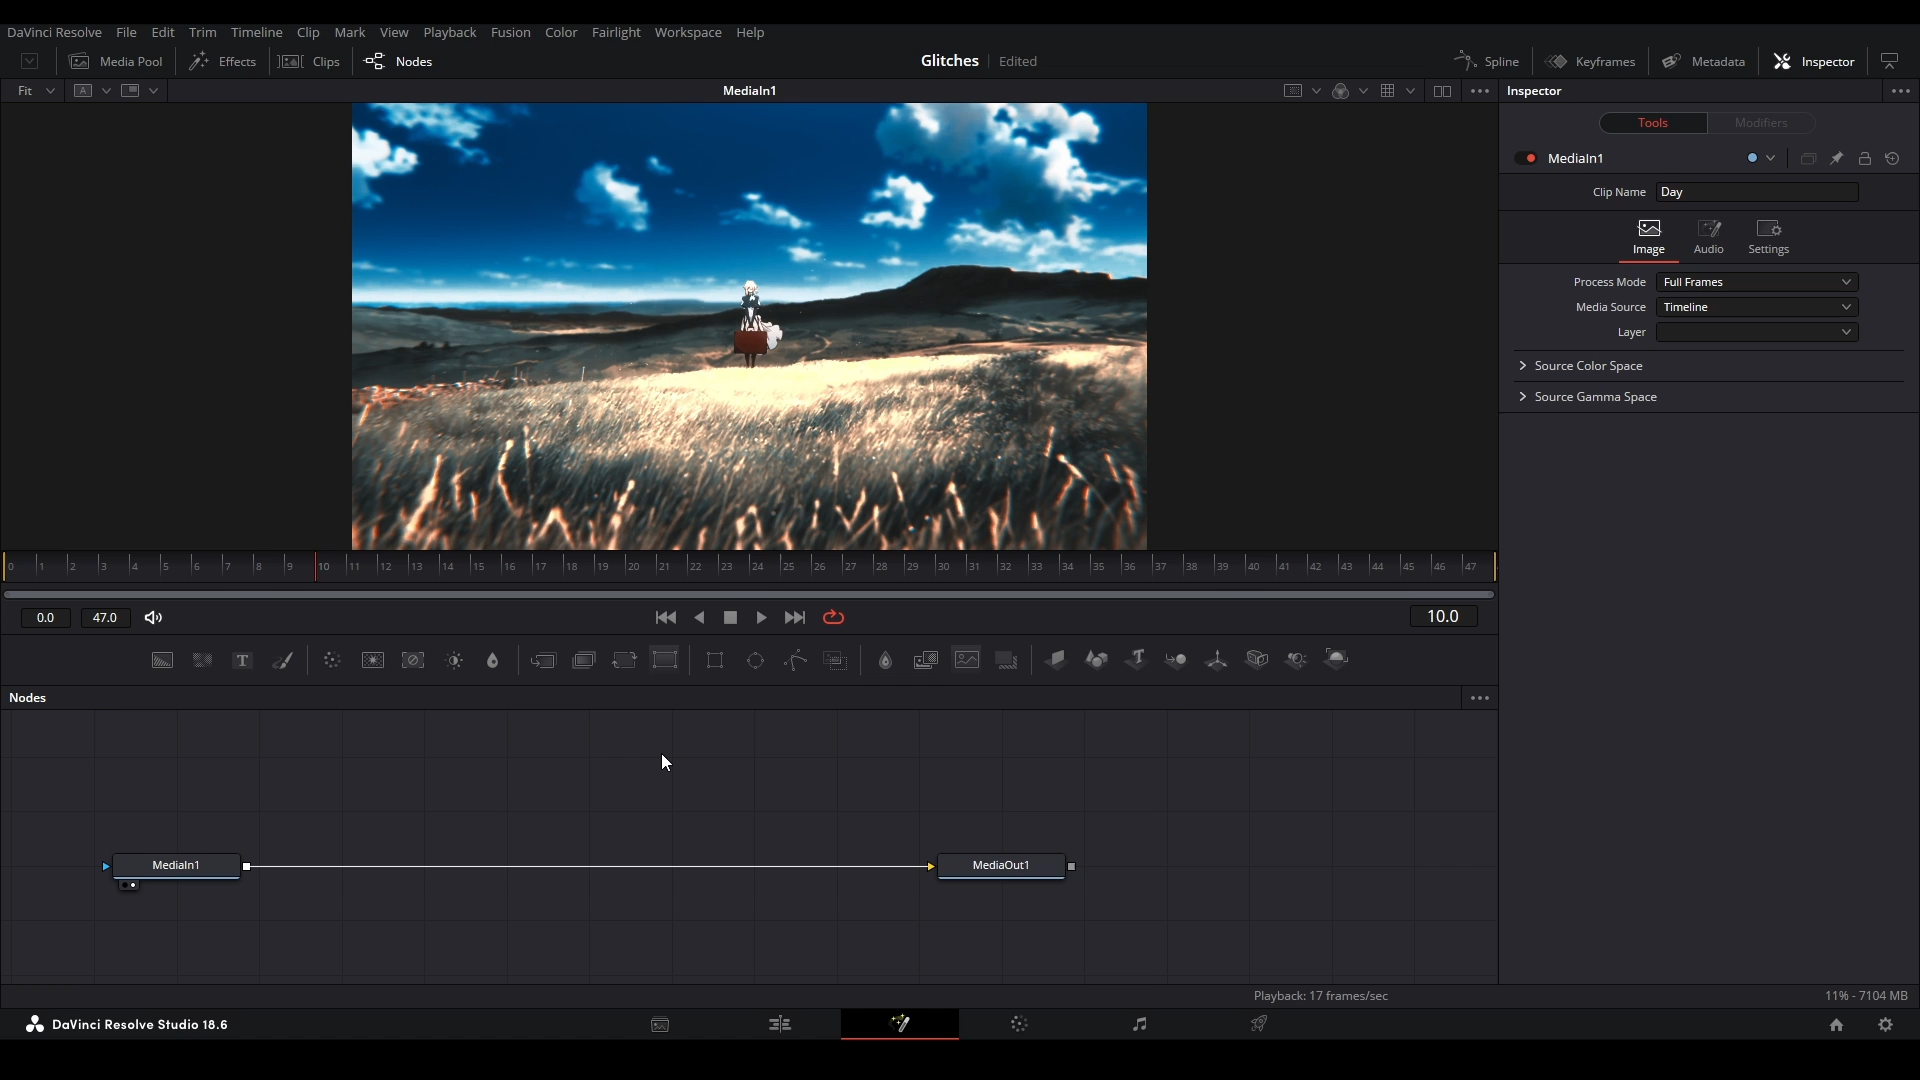 DaVinci Resolve File Edit Trim Timeline Clip Mark View Playback Fusion Color Fairlight Workspace Help
Media Pool Effects Clips Nodes Glitches Edited Spline Keyframes Metadata Inspector
Fit A MediaIn1 Inspector
Tools Modifiers
MediaIn1
Clip Name Day
Image Audio Settings
Process Mode Full Frames
Media Source Timeline
Layer
Source Color Space
Source Gamma Space
0 1 2 3 4 5 6 7 8 9 10 11 12 13 14 15 16 17 18 19 20 21 22 23 24 25 26 27 28 29 30 31 32 33 34 35 36 37 38 39 40 41 42 43 44 45 46 47
0.0 47.0 10.0
T T
Nodes
MediaIn1 MediaOut1
Playback: 17 frames/sec 11% - 7104 MB
DaVinci Resolve Studio 18.6